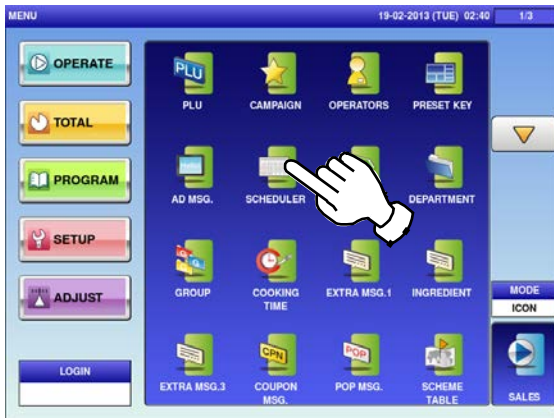 MENU
19-02-2013 (TUE) 02:40
1/3
OPERATE
TOTAL
PROGRAM
SETUP
ADJUST
LOGIN
PLU
PLU
CAMPAIGN
OPERATORS
PRESET KEY
AD MSG.
SCHEDULER
DEPARTMENT
GROUP
COOKING
TIME
EXTRA MSG.1
INGREDIENT
EXTRA MSG.3
CPN
COUPON
MSG.
POP
POP MSG.
SCHEME
TABLE
MODE
ICON
SALES